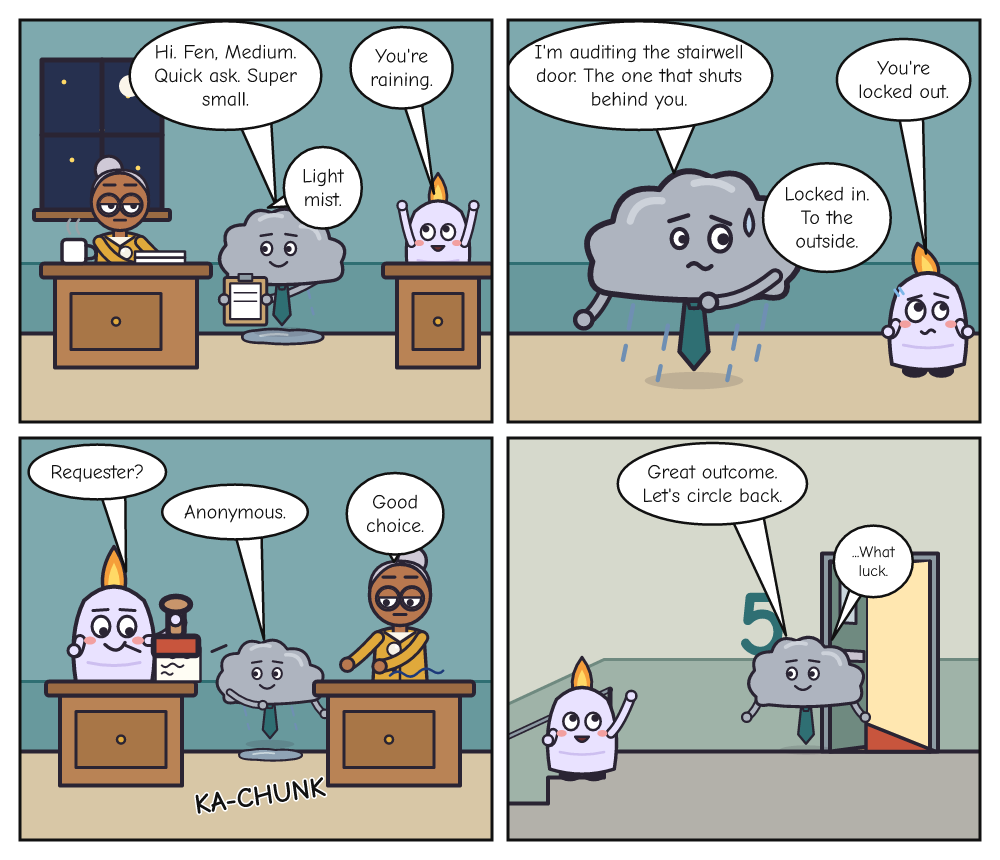 Hi. Fen, Medium.
Quick ask. Super
small.
You're
raining.
Light
mist.
I'm auditing the stairwell
door. The one that shuts
behind you.
You're
locked out.
Locked in.
To the
outside.
Requester?
Anonymous.
Good
choice.
KA-CHUNK
Great outcome.
Let's circle back.
...What
luck.
5